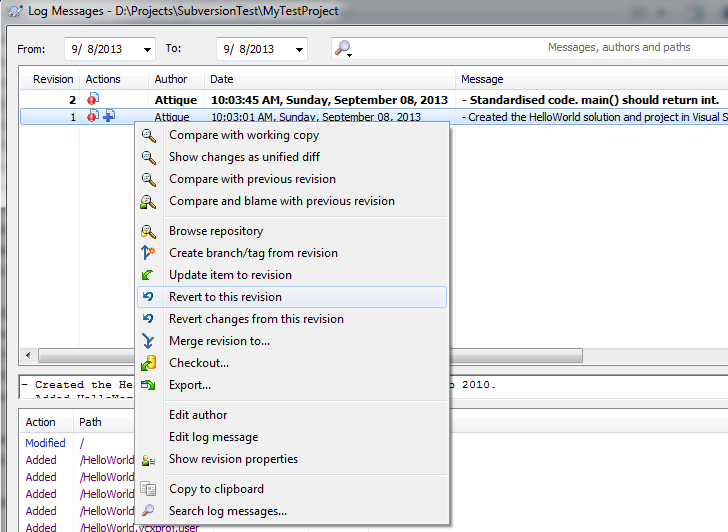 Log Messages - D:\Projects\SubversionTest\MyTestProject
From: 9/ 8/2013 To: 9/ 8/2013 Messages, authors and paths
Revision Actions Author Date Message
2 Attique 10:03:45 AM, Sunday, September 08, 2013 - Standardised code. main() should return int.
1 Attique 10:03:01 AM, Sunday, September 08, 2013 - Created the HelloWorld solution and project in Visual S
Compare with working copy
Show changes as unified diff
Compare with previous revision
Compare and blame with previous revision
Browse repository
Create branch/tag from revision
Update item to revision
Revert to this revision
Revert changes from this revision
Merge revision to...
Checkout...
Export...
- Created the Hel o 2010.
Edit author
Action Path
Edit log message
Modified /
Show revision properties
Added /HelloWorld
Added /HelloWorld
Copy to clipboard
Added /HelloWorld
Search log messages...
Added /HelloWorld
Added /HelloWorld.vcxproj.user